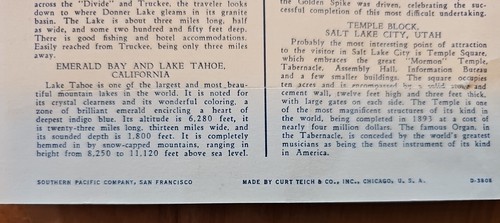 across the "Divide" and Truckee, the traveler looks
down to where Donner Lake gleams in its granite
basin. The Lake is about three miles long, half
as wide, and some two hundred and fifty feet deep.
There is good fishing and hotel accommodations.
Easily reached from Truckee, being only three miles
away.
EMERALD BAY AND LAKE TAHOE,
CALIFORNIA
Lake Tahoe is one of the largest and most beau-
tiful mountain lakes in the world. It is noted for
its crystal clearness and its wonderful coloring, a
zone of brilliant emerald encircling a heart of
deepest indigo blue. Its altitude is 6,280 feet, it
is twenty-three miles long, thirteen miles wide, and
its sounded depth is 1,800 feet. It is completely
hemmed in by snow-capped mountains, ranging in
height from 8,250 to 11,120 feet above sea level.
the Golden Spike was driven, celebrating the suc-
cessful completion of this most difficult undertaking.
TEMPLE BLOCK,
SALT LAKE CITY, UTAH
Probably the most interesting point of attraction
to the visitor in Salt Lake City is Temple Square,
which embraces the great "Mormon" Temple,
Tabernacle, Assembly Hall, Information Bureau
and a few smaller buildings. The square occupies
ten acres and is encompassed by a solid stone and
cement wall, twelve feet high and three feet thick,
with large gates on each side. The Temple is one
of the most magnificent structures of its kind in
the world, being completed in 1893 at a cost of
nearly four million dollars. The famous Organ, in
the Tabernacle, is conceded by the world's greatest
musicians as being the finest instrument of its kind
in America.
SOUTHERN PACIFIC COMPANY, SAN FRANCISCO
MADE BY CURT TEICH & CO., INC., CHICAGO, U. S. A.